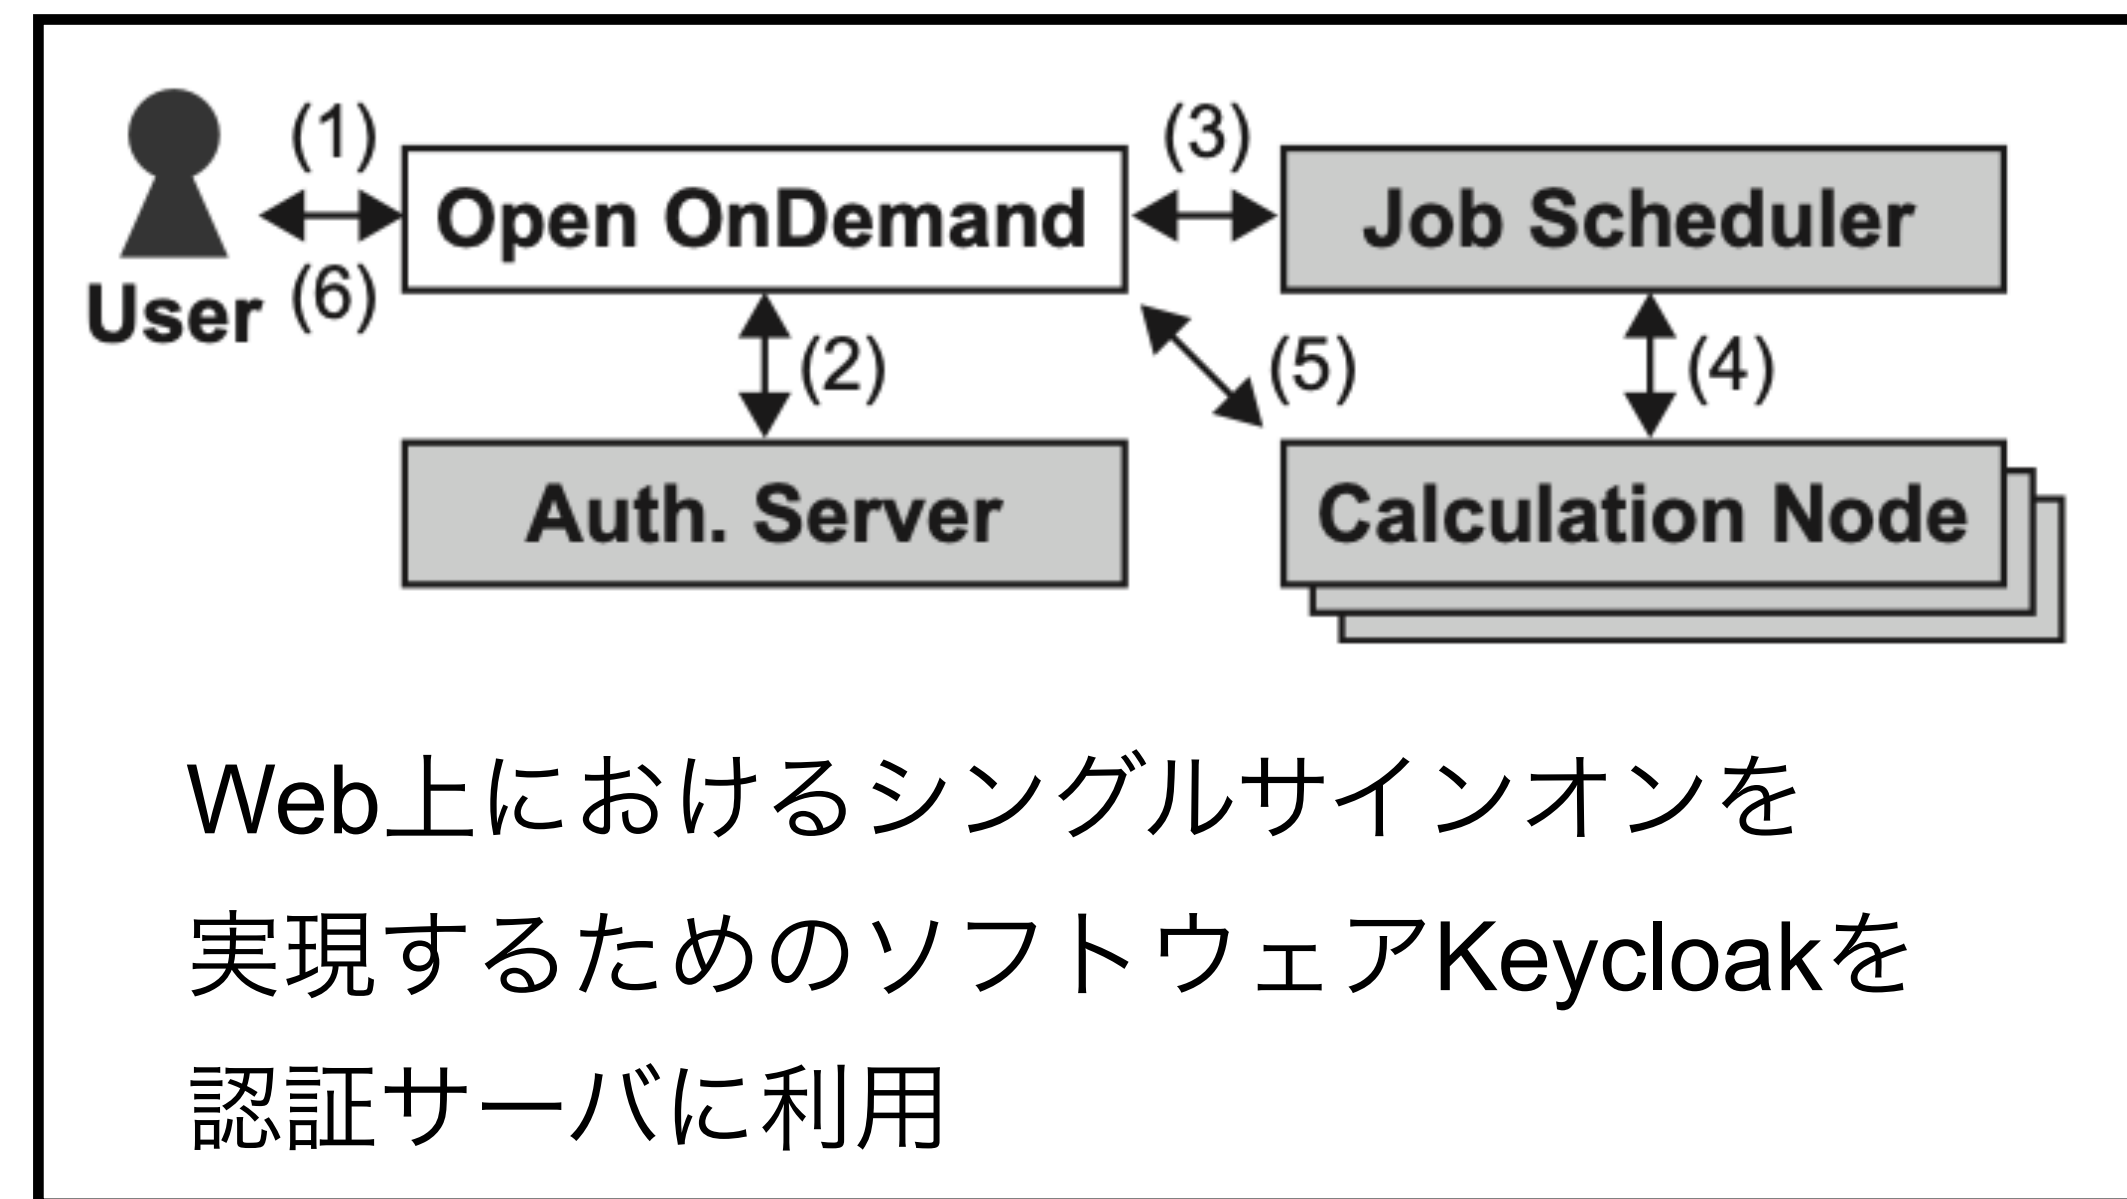 (1)
(3)
Open OnDemand
Job Scheduler
User
(6)
(2)
(5)
(4)
Auth. Server
Calculation Node
Web上におけるシングルサインオンを
実現するためのソフトウェアKeycloakを
認証サーバに利用